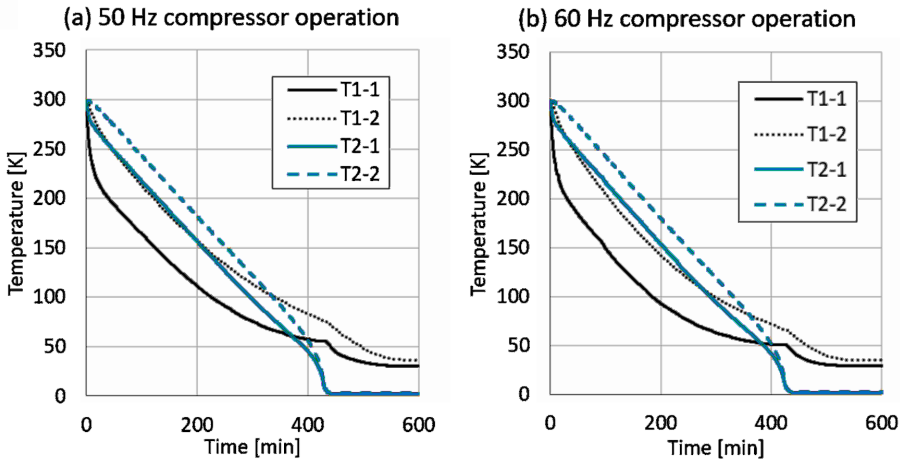 (a) 50 Hz compressor operation
350
300
250
200
150
100
50
0
Temperature [K]
T1-1
T1-2
T2-1
T2-2
0 200 400 600
Time [min]
(b) 60 Hz compressor operation
350
300
250
200
150
100
50
0
Temperature [K]
T1-1
T1-2
T2-1
T2-2
0 200 400 600
Time [min]